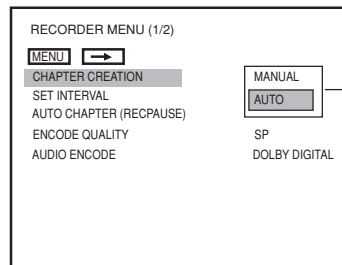 RECORDER MENU (1/2)
MENU
CHAPTER CREATION
MANUAL
SET INTERVAL
AUTO
AUTO CHAPTER (RECPAUSE)
ENCODE QUALITY
SP
AUDIO ENCODE
DOLBY DIGITAL